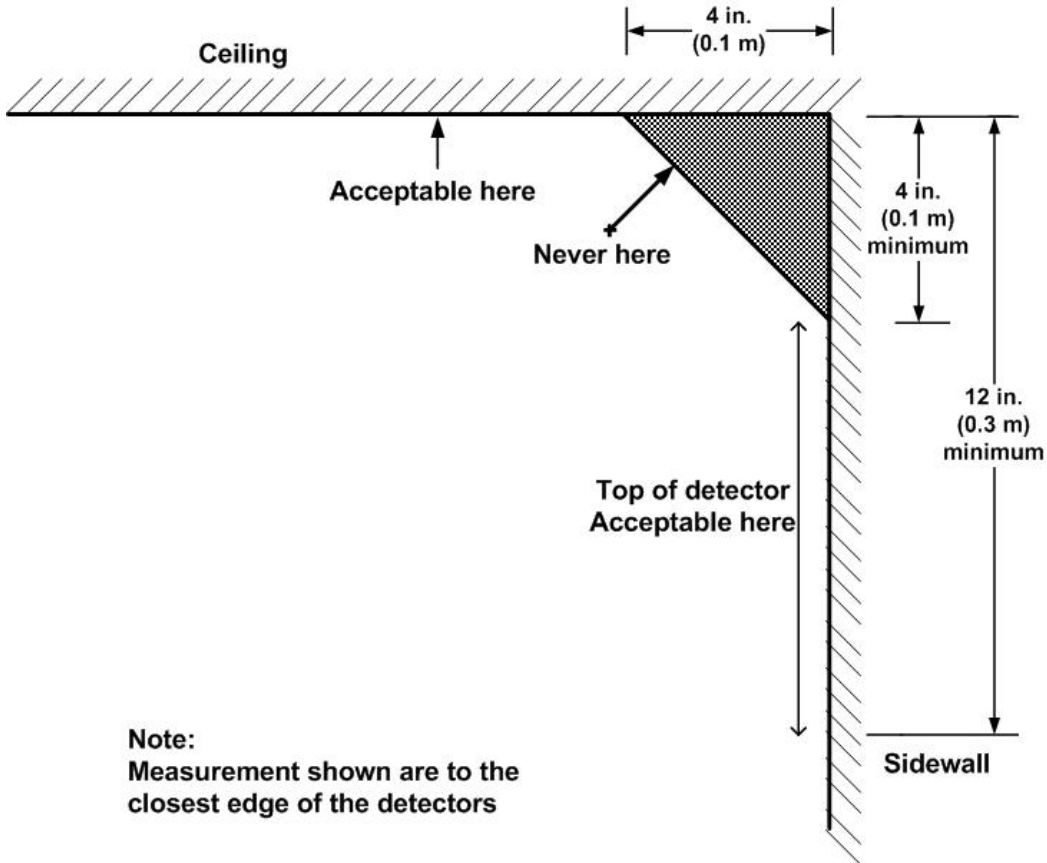 4 in.
(0.1 m)
Ceiling
Acceptable here
Never here
4 in.
(0.1 m)
minimum
12 in.
(0.3 m)
minimum
Top of detector
Acceptable here
Sidewall
Note:
Measurement shown are to the
closest edge of the detectors